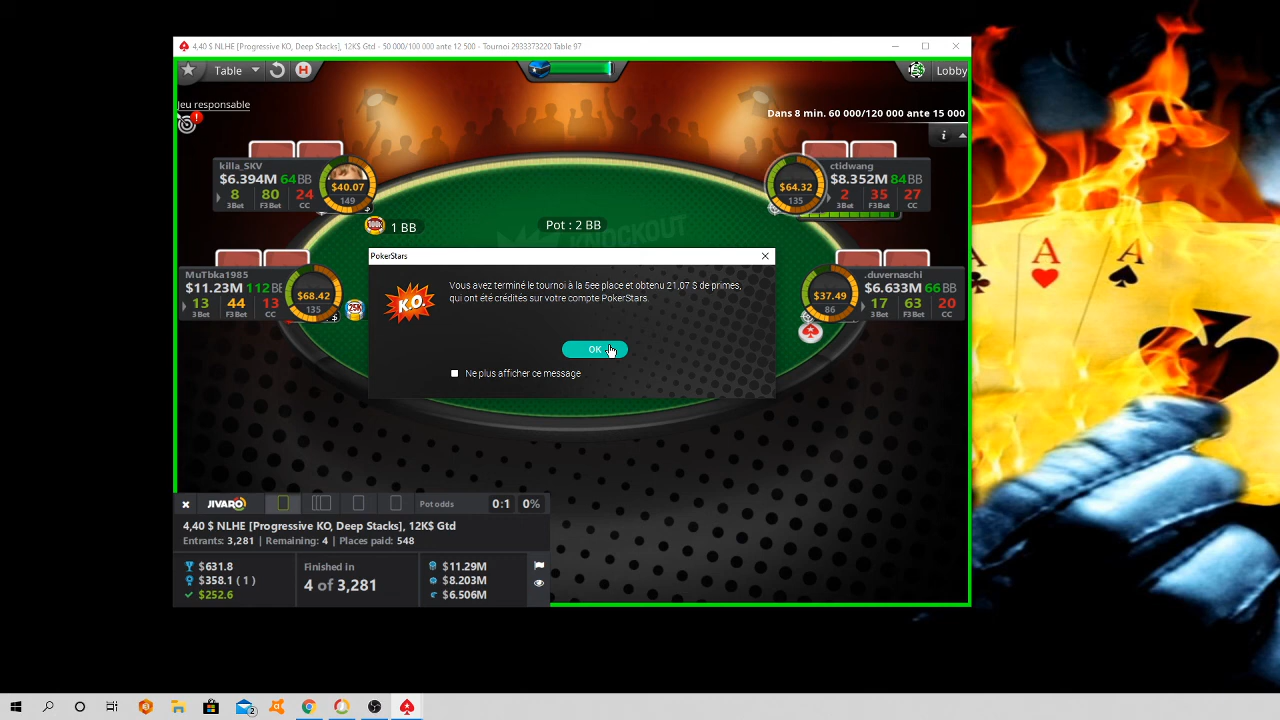 4,40 $ NLHE [Progressive KO, Deep Stacks], 12K$ Gtd - 50 000/100 000 ante 12 500 - Tournoi 2933373220 Table 97
Table
H
Lobby
Jeu responsable
Dans 8 min. 60 000/120 000 ante 15 000
i
killa_SKV
$6.394M 64BB
8 80 24
3Bet F3Bet CC
$40.07
149
ctidwang
$8.352M 84BB
2 35 27
3Bet F3Bet CC
$64.32
135
100K
1 BB
Pot : 2 BB
KNOCKOUT
MuTbka1985
$11.23M 112BB
13 44 13
3Bet F3Bet CC
$68.42
135
25K
.duvernaschi
$6.633M 66BB
17 63 20
3Bet F3Bet CC
$37.49
86
PokerStars
K.O.
Vous avez terminé le tournoi à la 5ee place et obtenu 21,07 $ de primes,
qui ont été crédités sur votre compte PokerStars.
OK
Ne plus afficher ce message
JIVARO
Pot odds 0:1 0%
4,40 $ NLHE [Progressive KO, Deep Stacks], 12K$ Gtd
Entrants: 3,281 | Remaining: 4 | Places paid: 548
$631.8
$358.1 ( 1 )
$252.6
Finished in
4 of 3,281
$11.29M
$8.203M
$6.506M
A
A
2